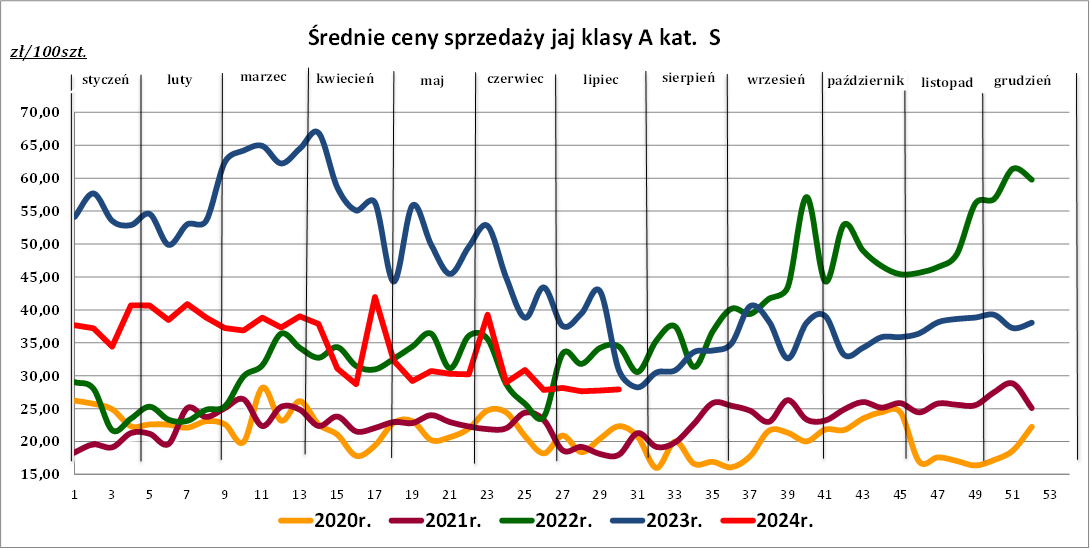 Średnie ceny sprzedaży jaj klasy A kat.  S
zł/100szt.
styczeń luty marzec kwiecień maj czerwiec lipiec sierpień wrzesień październik listopad grudzień
70,00
65,00
60,00
55,00
50,00
45,00
40,00
35,00
30,00
25,00
20,00
15,00
1 3 5 7 9 11 13 15 17 19 21 23 25 27 29 31 33 35 37 39 41 43 45 47 49 51 53
2020r. 2021r. 2022r. 2023r. 2024r.